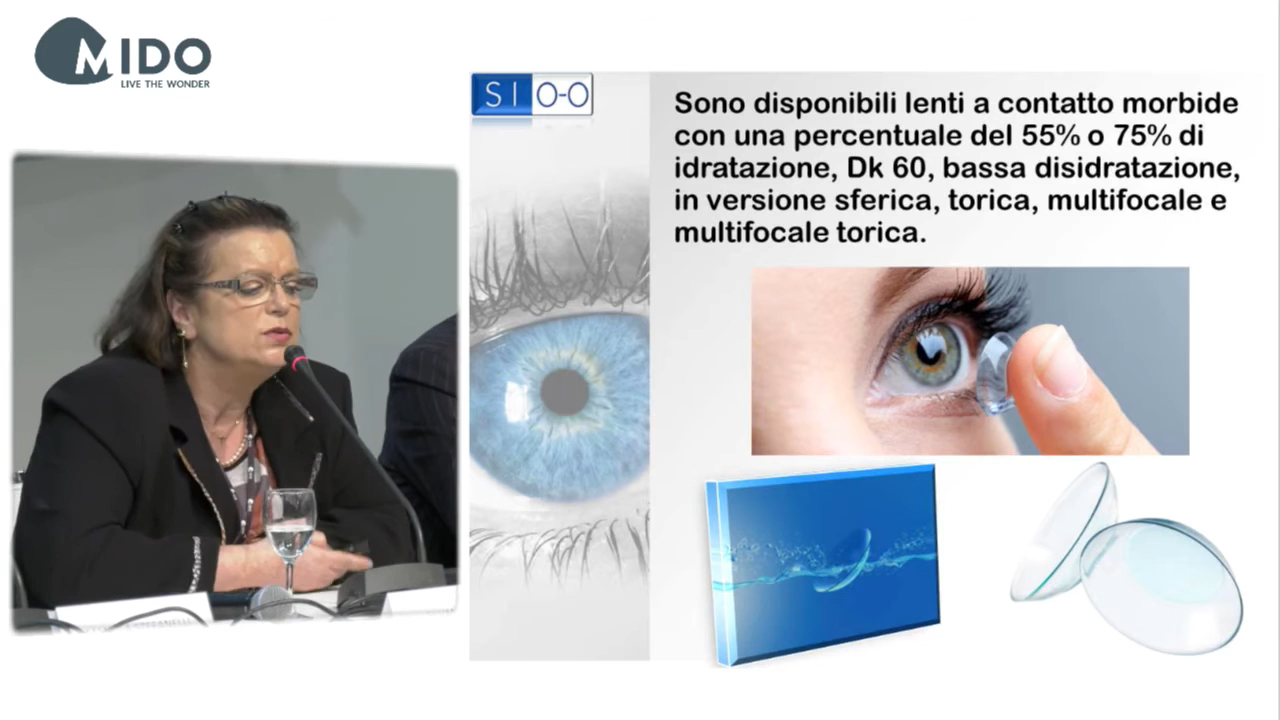 MIDO
LIVE THE WONDER
SI O-O
Sono disponibili lenti a contatto morbide
con una percentuale del 55% o 75% di
idratazione, Dk 60, bassa disidratazione,
in versione sferica, torica, multifocale e
multifocale torica.